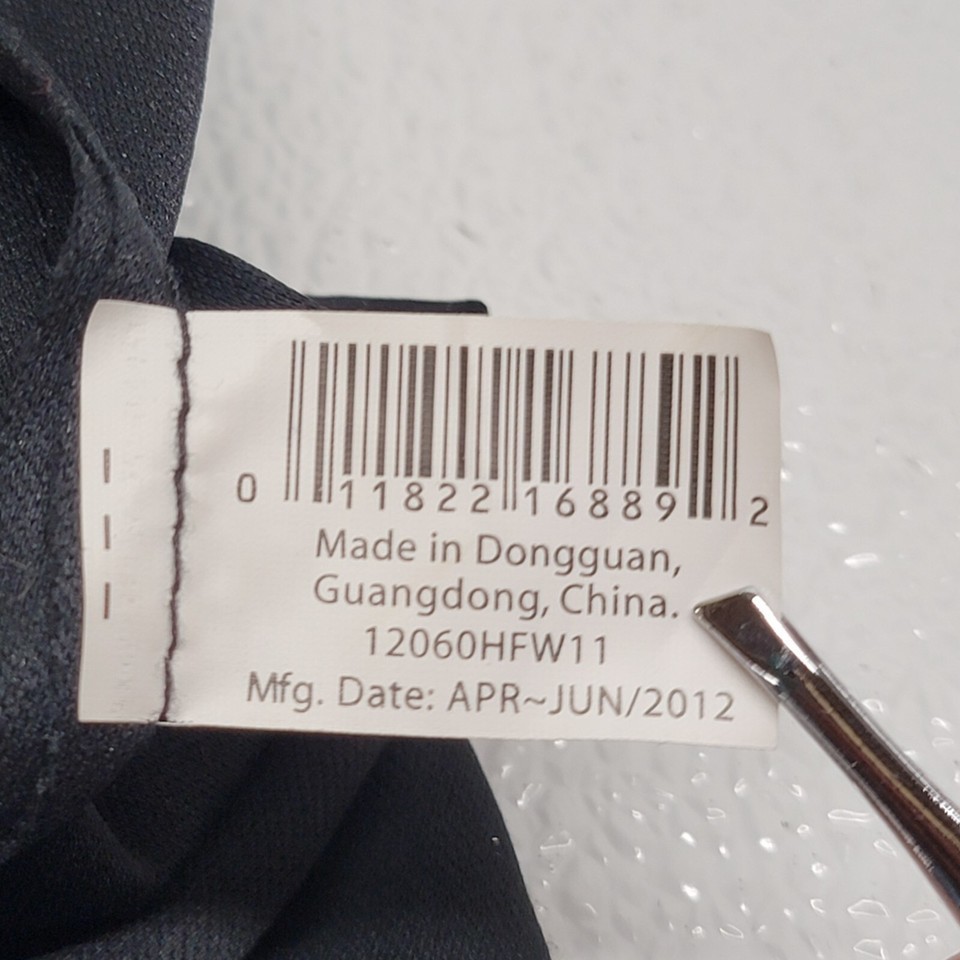 0 11822 16889 2
Made in Dongguan,
Guangdong, China.
12060HFW11
Mfg. Date: APR~JUN/2012